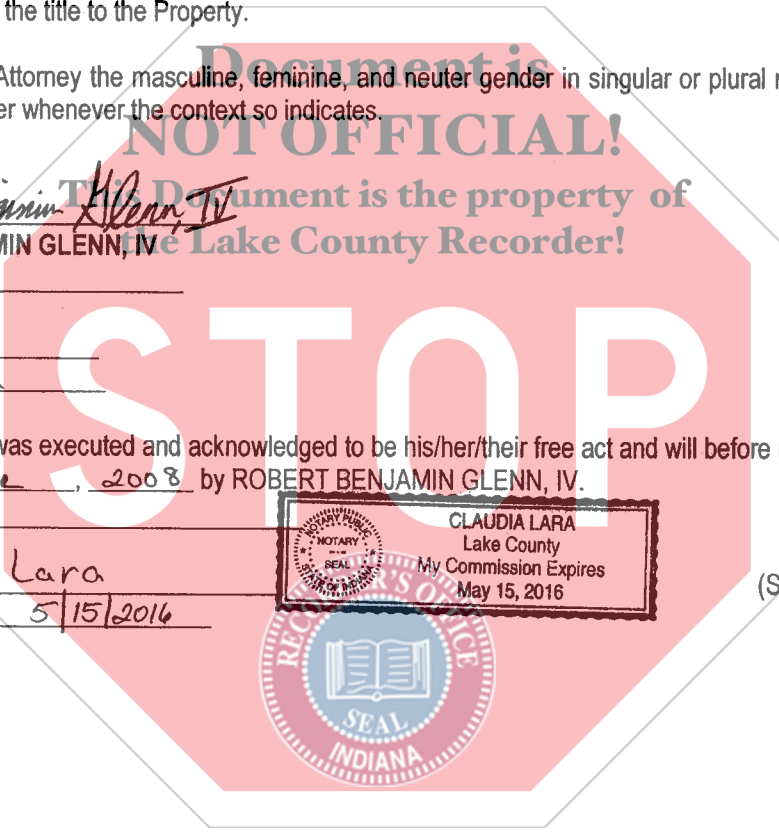 the title to the Property.
Attorney the masculine, feminine, and neuter gender in singular or plural
er whenever the context so indicates.
Document is
NOT OFFICIAL!
This Document is the property of
the Lake County Recorder!
Glenn, IV
MIN GLENN, IV
STOP
was executed and acknowledged to be his/her/their free act and will before
e, 2008 by ROBERT BENJAMIN GLENN, IV.
NOTARY PUBLIC
NOTARY
SEAL
STATE OF INDIANA
CLAUDIA LARA
Lake County
My Commission Expires
May 15, 2016
Lara
(S
5/15/2016
RECORDER'S OFFICE
SEAL
INDIANA